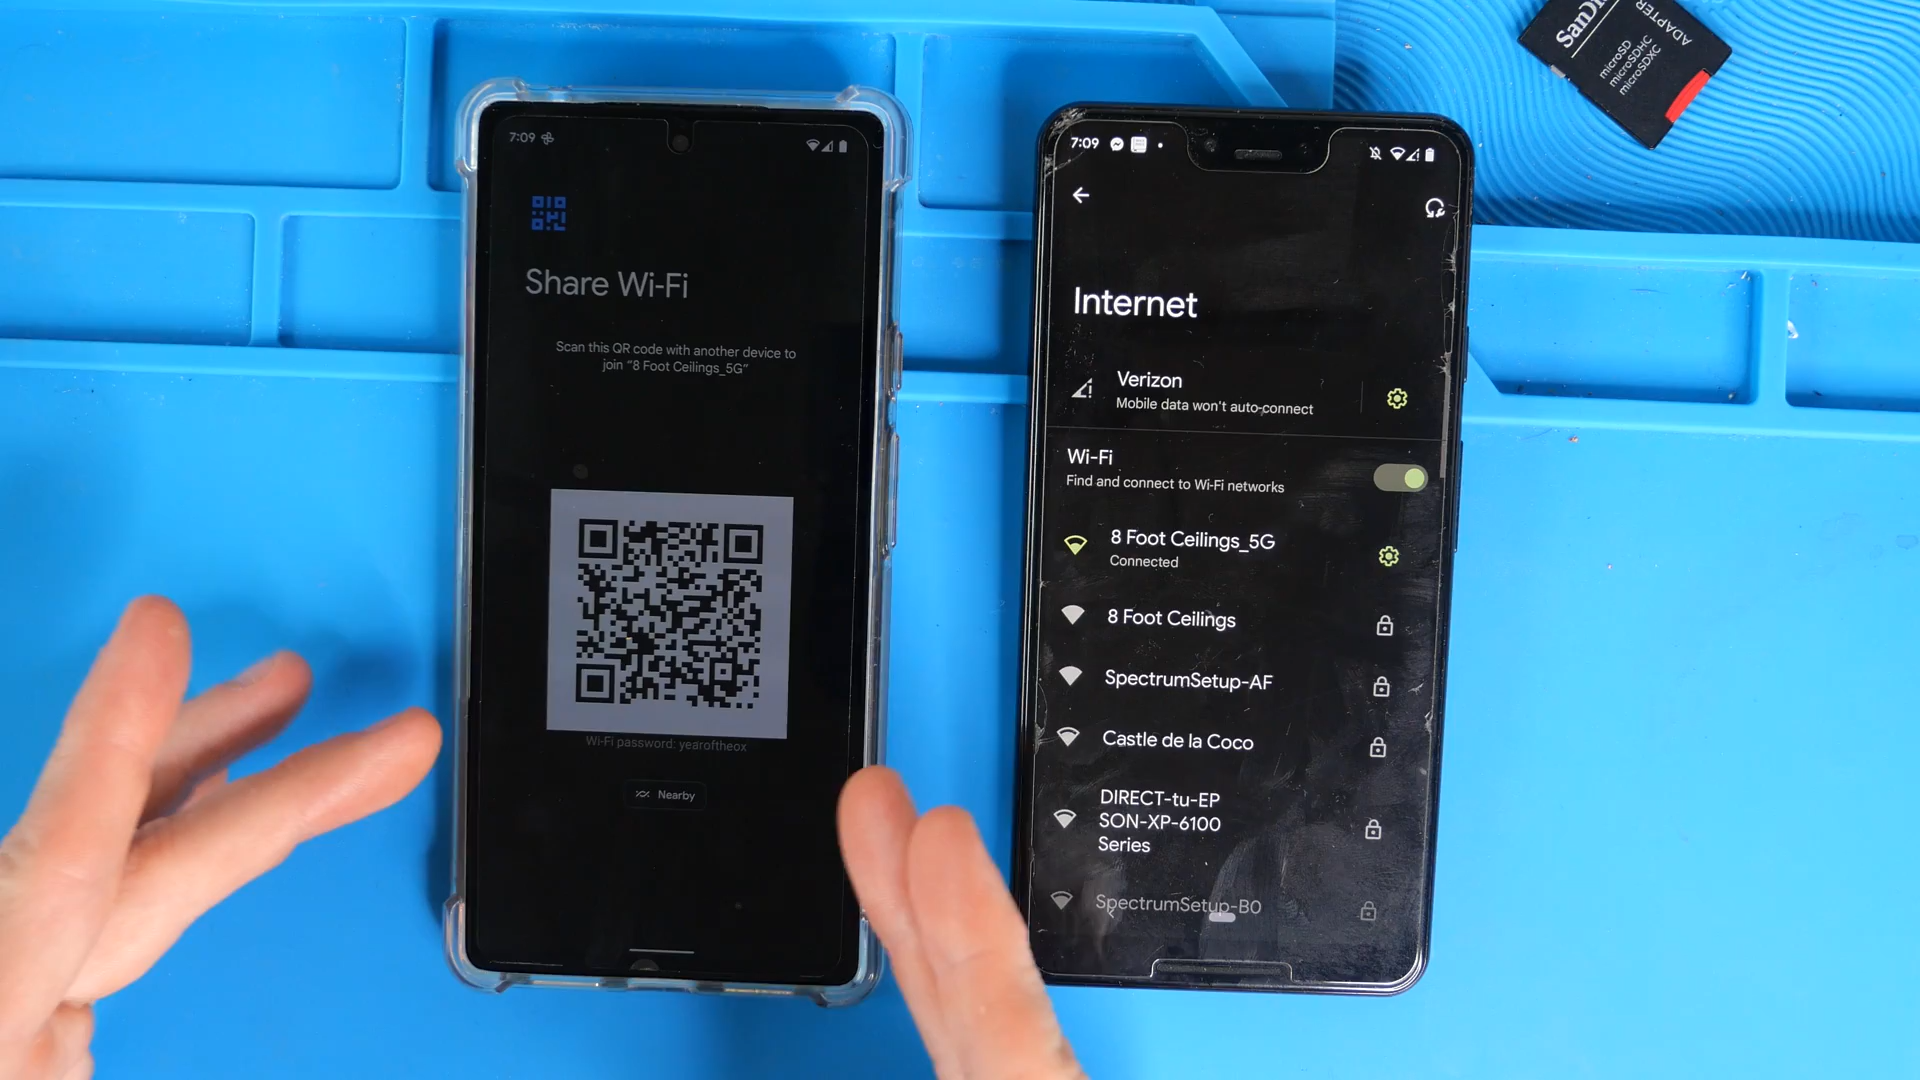 7:09
Share Wi-Fi
Scan this QR code with another device to
join “8 Foot Ceilings_5G”
Wi-Fi password: yearoftheox
Nearby
7:09
Internet
Verizon
Mobile data won't auto-connect
Wi-Fi
Find and connect to Wi-Fi networks
8 Foot Ceilings_5G
Connected
8 Foot Ceilings
SpectrumSetup-AF
Castle de la Coco
DIRECT-tu-EP
SON-XP-6100
Series
SpectrumSetup-B0
ADAPTER
microSD
microSDHC
microSDXC